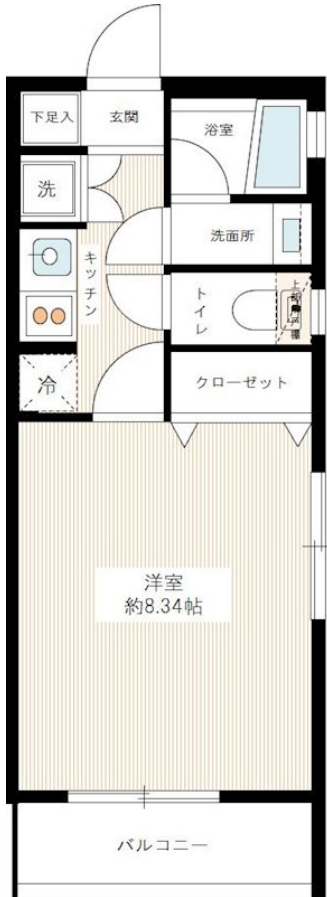 下足入
玄関
浴室
洗
洗面所
キッチン
トイレ
冷
クローゼット
洋室
約8.34帖
バルコニー